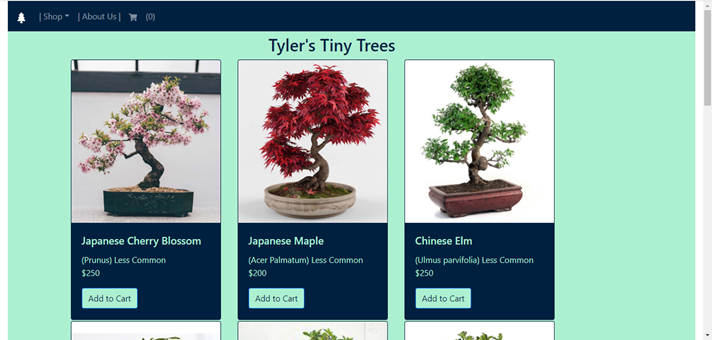 | Shop | About Us | (0)
Tyler's Tiny Trees
Japanese Cherry Blossom
(Prunus) Less Common
$250
Add to Cart
Japanese Maple
(Acer Palmatum) Less Common
$200
Add to Cart
Chinese Elm
(Ulmus parvifolia) Less Common
$250
Add to Cart